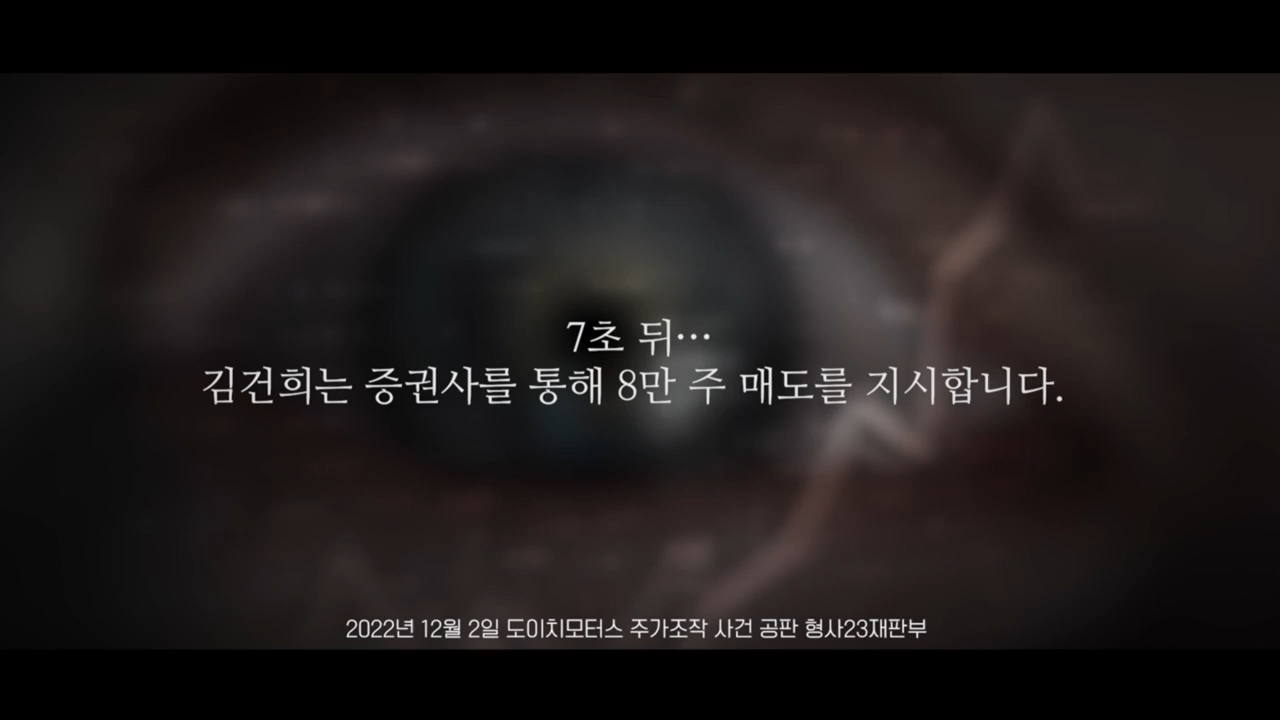 7초 뒤…
김건희는 증권사를 통해 8만 주 매도를 지시합니다.
2022년 12월 2일 도이치모터스 주가조작 사건 공판 형사23재판부